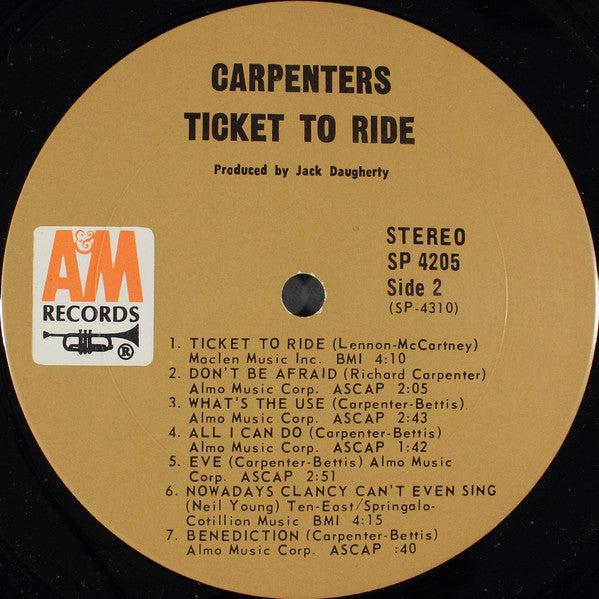 CARPENTERS
TICKET TO RIDE
Produced by Jack Daugherty
A&M
RECORDS
®
STEREO
SP 4205
Side 2
(SP-4310)
1. TICKET TO RIDE (Lennon-McCartney)
Maclen Music Inc. BMI 4:10
2. DON'T BE AFRAID (Richard Carpenter)
Almo Music Corp. ASCAP 2:05
3. WHAT'S THE USE (Carpenter-Bettis)
Almo Music Corp. ASCAP 2:43
4. ALL I CAN DO (Carpenter-Bettis)
Almo Music Corp. ASCAP 1:42
5. EVE (Carpenter-Bettis) Almo Music
Corp. ASCAP 2:51
6. NOWADAYS CLANCY CAN'T EVEN SING
(Neil Young) Ten-East/Springalo-
Cotillion Music BMI 4:15
7. BENEDICTION (Carpenter-Bettis)
Almo Music Corp. ASCAP :40